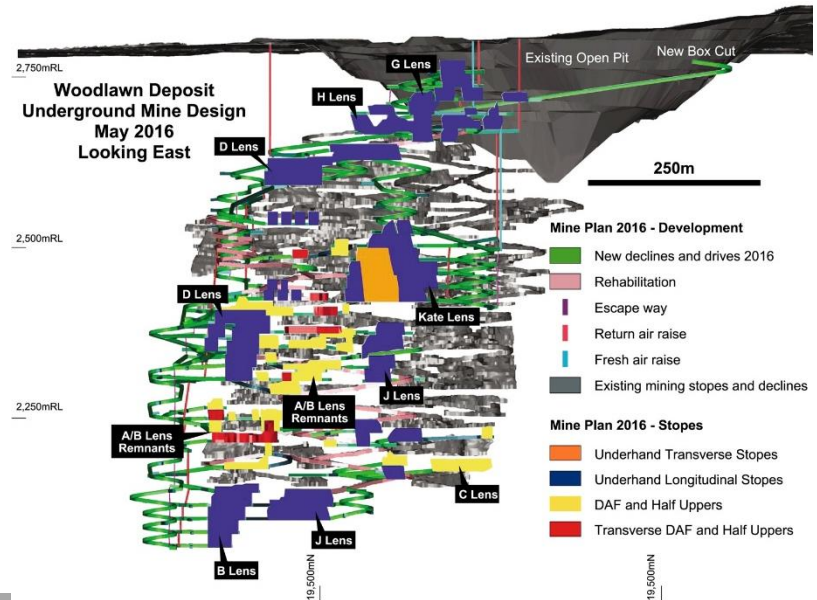 2,750mRL
Woodlawn Deposit
Underground Mine Design
May 2016
Looking East
G Lens
H Lens
D Lens
Existing Open Pit
New Box Cut
250m
2,500mRL
D Lens
Kate Lens
J Lens
A/B Lens
Remnants
2,250mRL
A/B Lens
Remnants
C Lens
J Lens
B Lens
19,500mN
19,650mN
Mine Plan 2016 - Development
New declines and drives 2016
Rehabilitation
Escape way
Return air raise
Fresh air raise
Existing mining stopes and declines
Mine Plan 2016 - Stopes
Underhand Transverse Stopes
Underhand Longitudinal Stopes
DAF and Half Uppers
Transverse DAF and Half Uppers